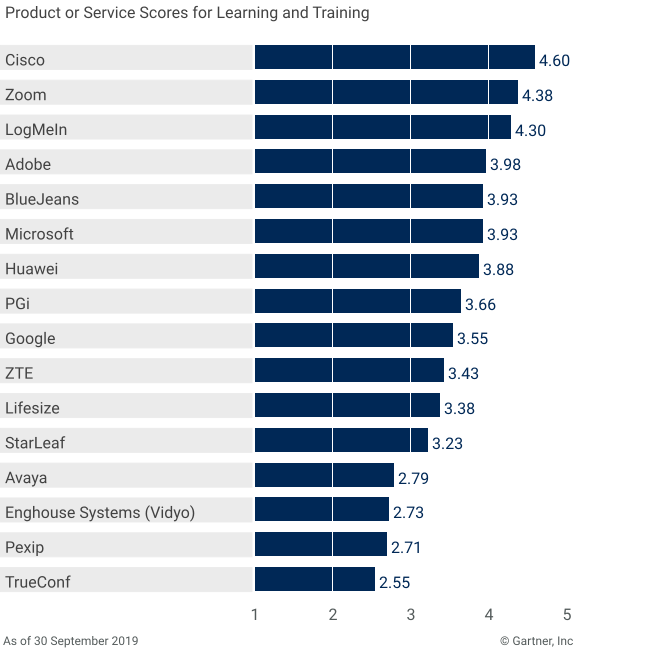 Product or Service Scores for Learning and Training
Cisco 4.60
Zoom 4.38
LogMeIn 4.30
Adobe 3.98
BlueJeans 3.93
Microsoft 3.93
Huawei 3.88
PGi 3.66
Google 3.55
ZTE 3.43
Lifesize 3.38
StarLeaf 3.23
Avaya 2.79
Enghouse Systems (Vidyo) 2.73
Pexip 2.71
TrueConf 2.55
1 2 3 4 5
As of 30 September 2019 © Gartner, Inc